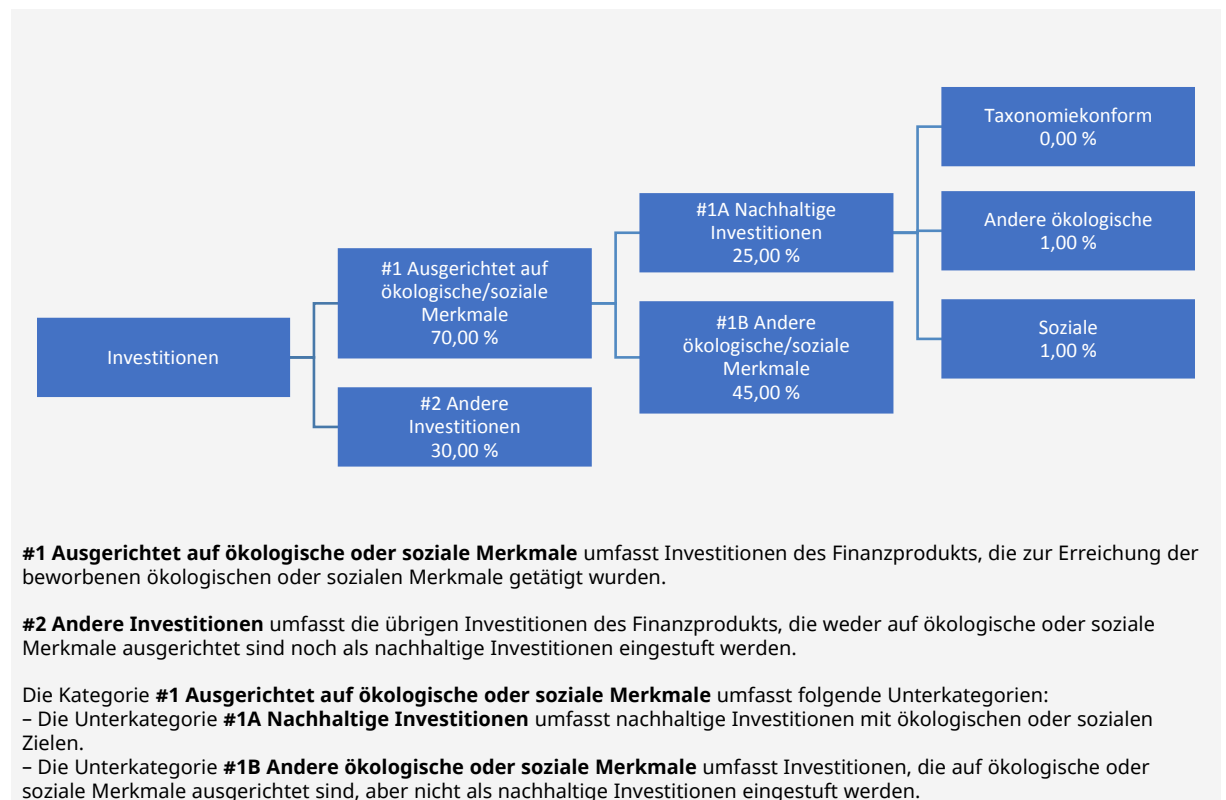 Investitionen
#1 Ausgerichtet auf
ökologische/soziale
Merkmale
70,00 %
#2 Andere
Investitionen
30,00 %
#1A Nachhaltige
Investitionen
25,00 %
#1B Andere
ökologische/soziale
Merkmale
45,00 %
Taxonomiekonform
0,00 %
Andere ökologische
1,00 %
Soziale
1,00 %
#1 Ausgerichtet auf ökologische oder soziale Merkmale umfasst Investitionen des Finanzprodukts, die zur Erreichung der
beworbenen ökologischen oder sozialen Merkmale getätigt wurden.
#2 Andere Investitionen umfasst die übrigen Investitionen des Finanzprodukts, die weder auf ökologische oder soziale
Merkmale ausgerichtet sind noch als nachhaltige Investitionen eingestuft werden.
Die Kategorie #1 Ausgerichtet auf ökologische oder soziale Merkmale umfasst folgende Unterkategorien:
– Die Unterkategorie #1A Nachhaltige Investitionen umfasst nachhaltige Investitionen mit ökologischen oder sozialen
Zielen.
– Die Unterkategorie #1B Andere ökologische oder soziale Merkmale umfasst Investitionen, die auf ökologische oder
soziale Merkmale ausgerichtet sind, aber nicht als nachhaltige Investitionen eingestuft werden.